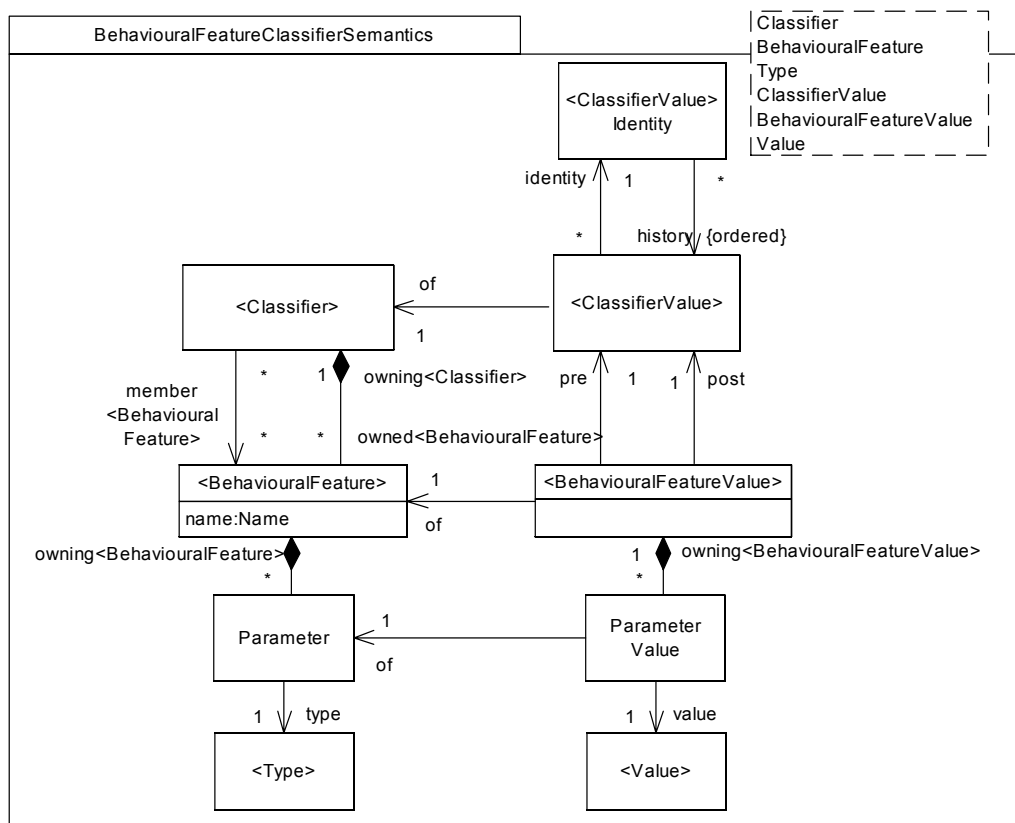 BehaviouralFeatureClassifierSemantics
Classifier
BehaviouralFeature
Type
ClassifierValue
BehaviouralFeatureValue
Value
<ClassifierValue>
Identity
identity
1
*
*
history
{ordered}
<Classifier>
of
1
<ClassifierValue>
member
<Behavioural
Feature>
*
*
1
owning<Classifier>
*
owned<BehaviouralFeature>
pre
1
1
post
<BehaviouralFeature>
name:Name
1
of
<BehaviouralFeatureValue>
owning<BehaviouralFeature>
*
1
owning<BehaviouralFeatureValue>
*
Parameter
1
of
Parameter
Value
1
type
1
value
<Type>
<Value>